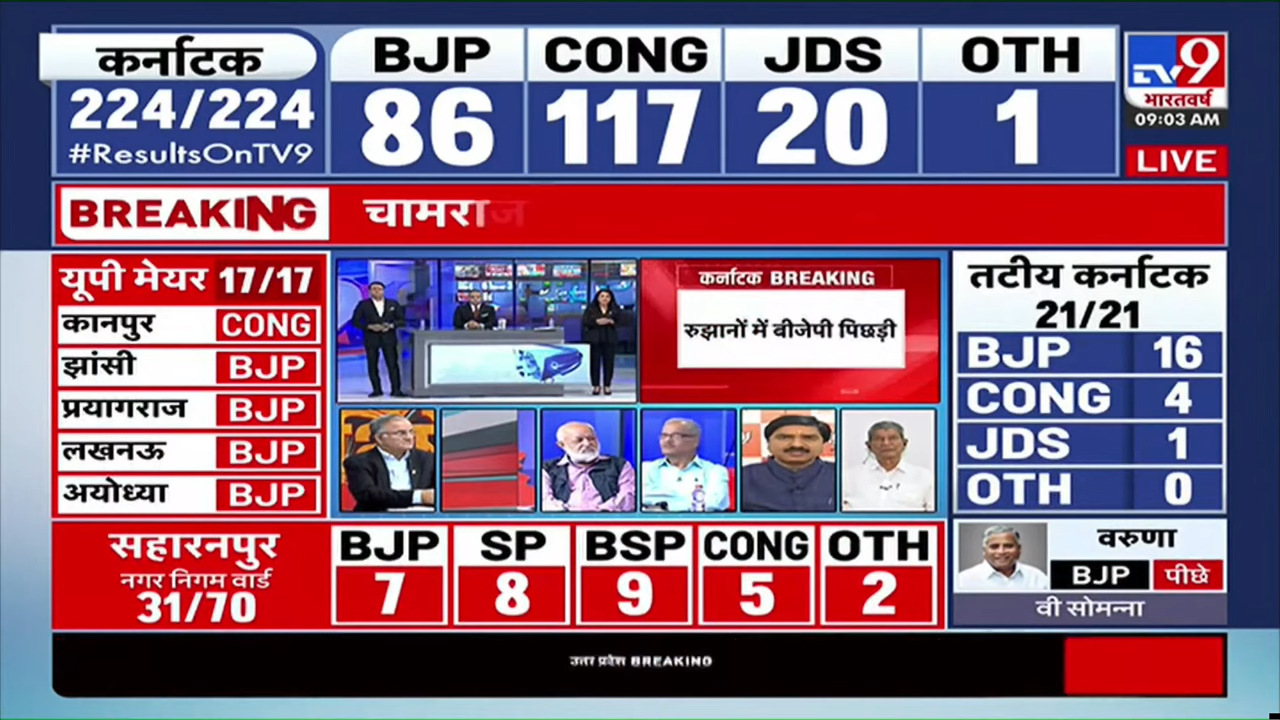 कर्नाटक
224/224
#ResultsOnTV9
BJP CONG JDS OTH
86 117 20 1
TV9
भारतवर्ष
09:03 AM
LIVE
BREAKING
चामराज
यूपी मेयर 17/17
कानपुर CONG
झांसी BJP
प्रयागराज BJP
लखनऊ BJP
अयोध्या BJP
कर्नाटक BREAKING
रुझानों में बीजेपी पिछड़ी
तटीय कर्नाटक
21/21
BJP 16
CONG 4
JDS 1
OTH 0
सहारनपुर
नगर निगम वार्ड
31/70
BJP SP BSP CONG OTH
7 8 9 5 2
वरुणा
BJP पीछे
वी सोमन्ना
उत्तर प्रदेश BREAKING